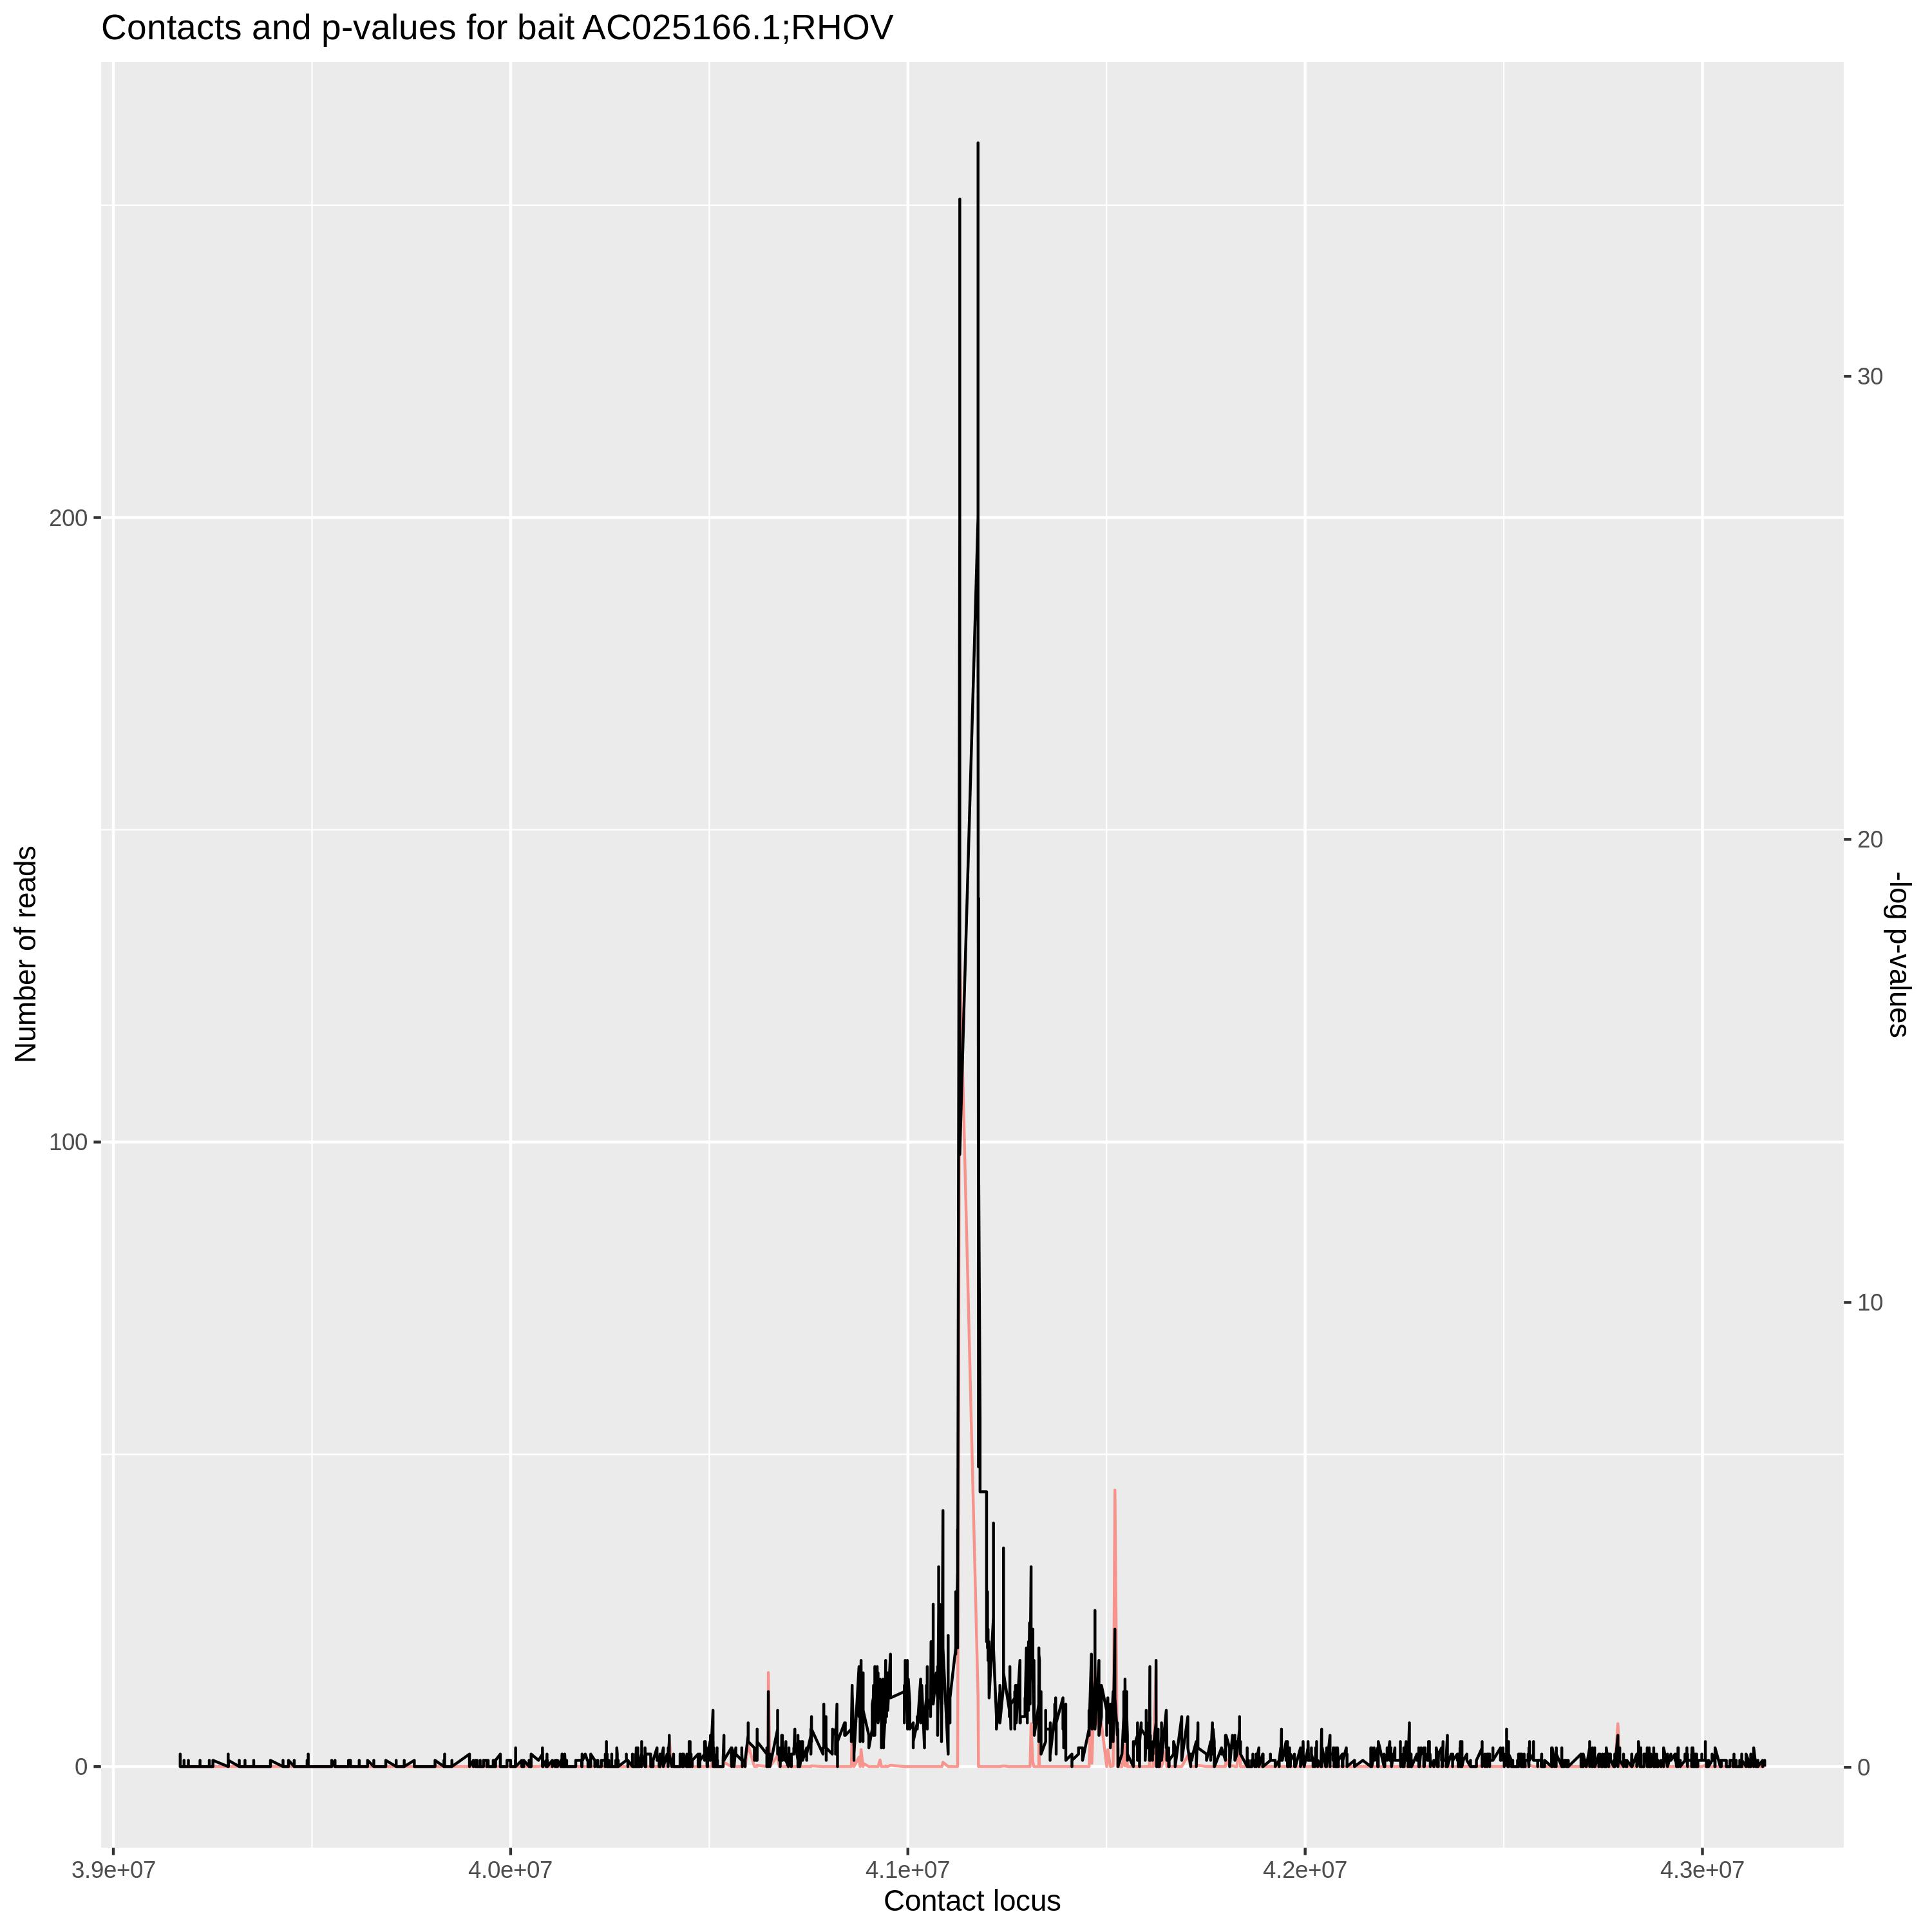 Contacts and p-values for bait AC025166.1;RHOV
200
100
0
Number of reads
30
20
10
0
-log p-values
3.9e+07 4.0e+07 4.1e+07 4.2e+07 4.3e+07
Contact locus